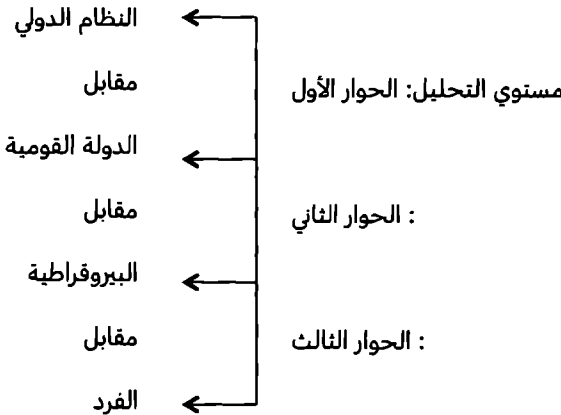 النظام الدولي
مستوي التحليل: الحوار الأول
مقابل
الدولة القومية
: الحوار الثاني
مقابل
البيروقراطية
: الحوار الثالث
مقابل
الفرد